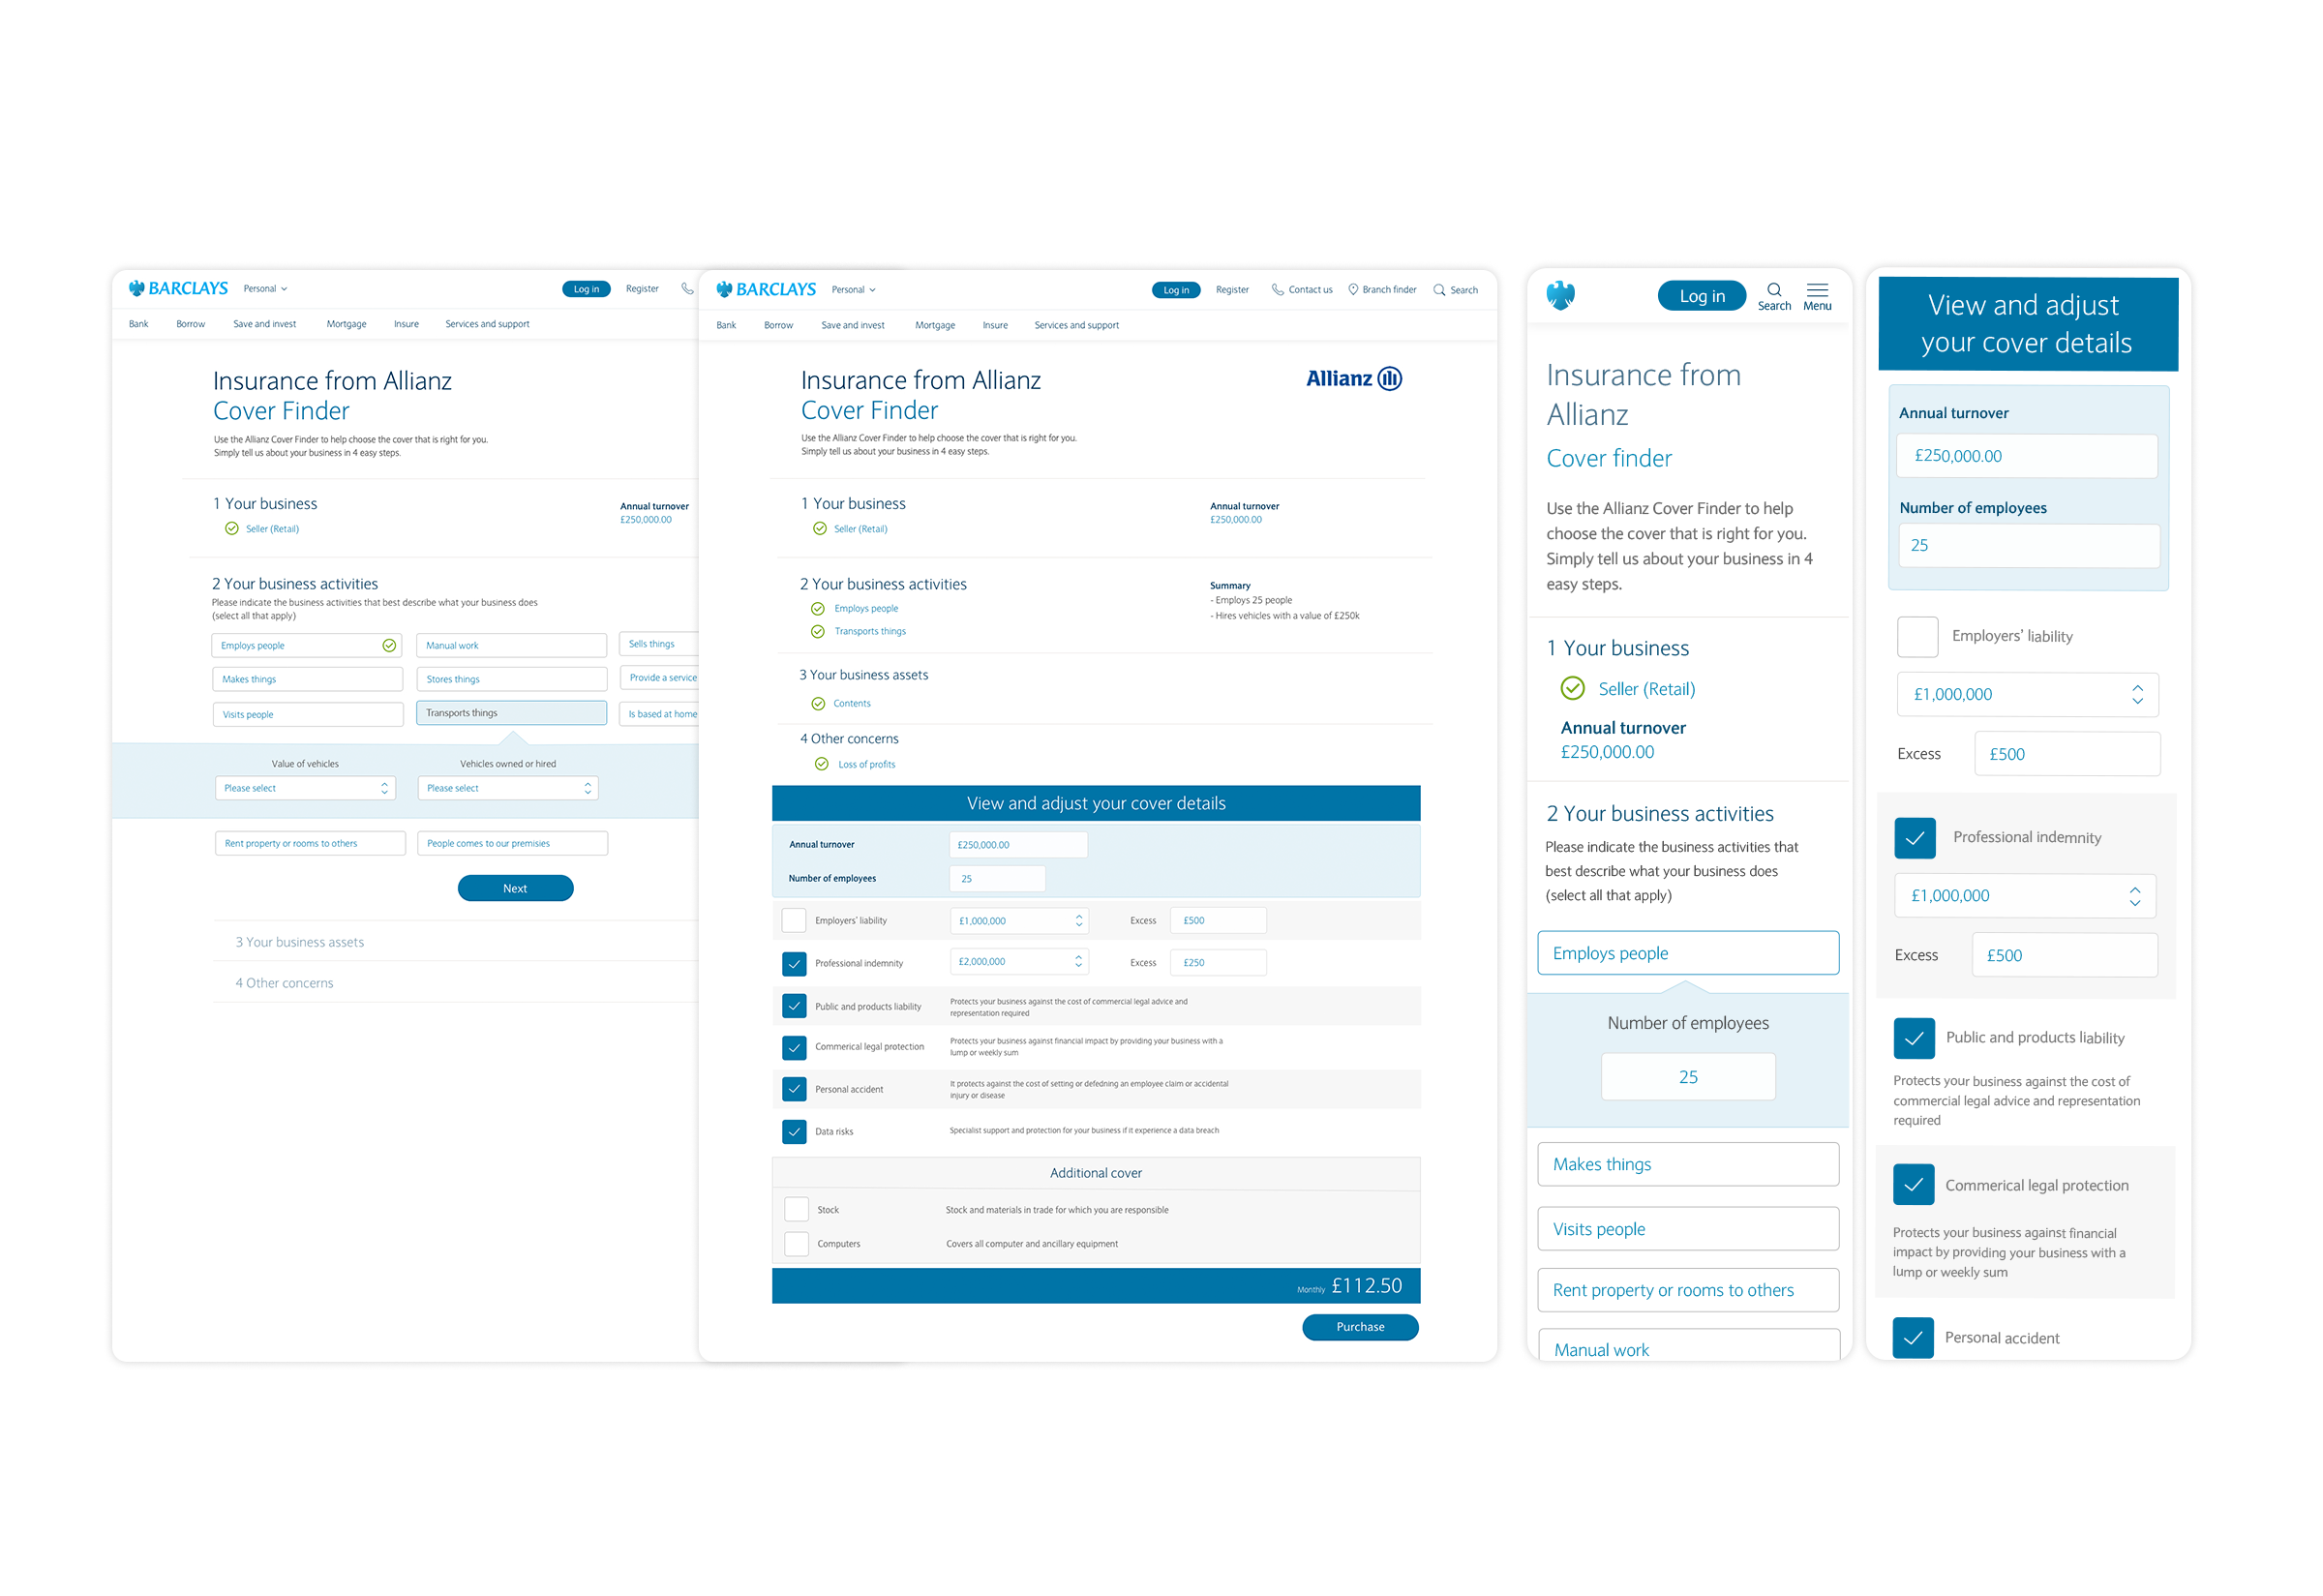 BARCLAYS Personal Log in Register
Bank Borrow Save and invest Mortgage Insure Services and support
Insurance from Allianz
Cover Finder
Use the Allianz Cover Finder to help choose the cover that is right for you.
Simply tell us about your business in 4 easy steps.
1 Your business
Seller (Retail)
Annual turnover
£250,000.00
2 Your business activities
Please indicate the business activities that best describe what your business does
(select all that apply)
Employs people Manual work Sells things
Makes things Stores things Provide a service
Visits people Transports things Is based at home
Value of vehicles Vehicles owned or hired
Please select Please select
Rent property or rooms to others People comes to our premisies
Next
3 Your business assets
4 Other concerns
BARCLAYS Personal Log in Register Contact us Branch finder Search
Bank Borrow Save and invest Mortgage Insure Services and support
Insurance from Allianz
Cover Finder
Allianz
Use the Allianz Cover Finder to help choose the cover that is right for you.
Simply tell us about your business in 4 easy steps.
1 Your business
Seller (Retail)
Annual turnover
£250,000.00
2 Your business activities
Employs people
Transports things
Summary
- Employs 25 people
- Hires vehicles with a value of £250k
3 Your business assets
Contents
4 Other concerns
Loss of profits
View and adjust your cover details
Annual turnover £250,000.00
Number of employees 25
Employers' liability £1,000,000 Excess £500
Professional indemnity £2,000,000 Excess £250
Public and products liability
Protects your business against the cost of commercial legal advice and
representation required
Commerical legal protection
Protects your business against financial impact by providing your business with a
lump or weekly sum
Personal accident
It protects against the cost of setting or defedning an employee claim or accidental
injury or disease
Data risks Specialist support and protection for your business if it experience a data breach
Additional cover
Stock Stock and materials in trade for which you are responsible
Computers Covers all computer and ancillary equipment
Monthly £112.50
Purchase
Log in Search Menu
Insurance from
Allianz
Cover finder
Use the Allianz Cover Finder to help
choose the cover that is right for you.
Simply tell us about your business in 4
easy steps.
1 Your business
Seller (Retail)
Annual turnover
£250,000.00
2 Your business activities
Please indicate the business activities that
best describe what your business does
(select all that apply)
Employs people
Number of employees
25
Makes things
Visits people
Rent property or rooms to others
Manual work
View and adjust
your cover details
Annual turnover
£250,000.00
Number of employees
25
Employers' liability
£1,000,000
Excess £500
Professional indemnity
£1,000,000
Excess £500
Public and products liability
Protects your business against the cost of
commercial legal advice and representation
required
Commerical legal protection
Protects your business against financial
impact by providing your business with a
lump or weekly sum
Personal accident